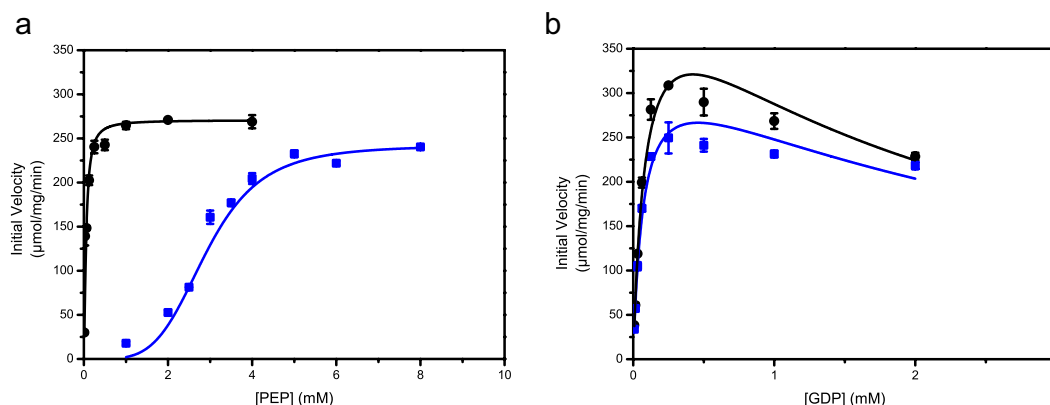 a
b
350
300
250
200
150
100
50
0
Initial Velocity
(µmol/mg/min)
0 2 4 6 8 10
[PEP] (mM)
350
300
250
200
150
100
50
0
Initial Velocity
(µmol/mg/min)
0 1 2
[GDP] (mM)